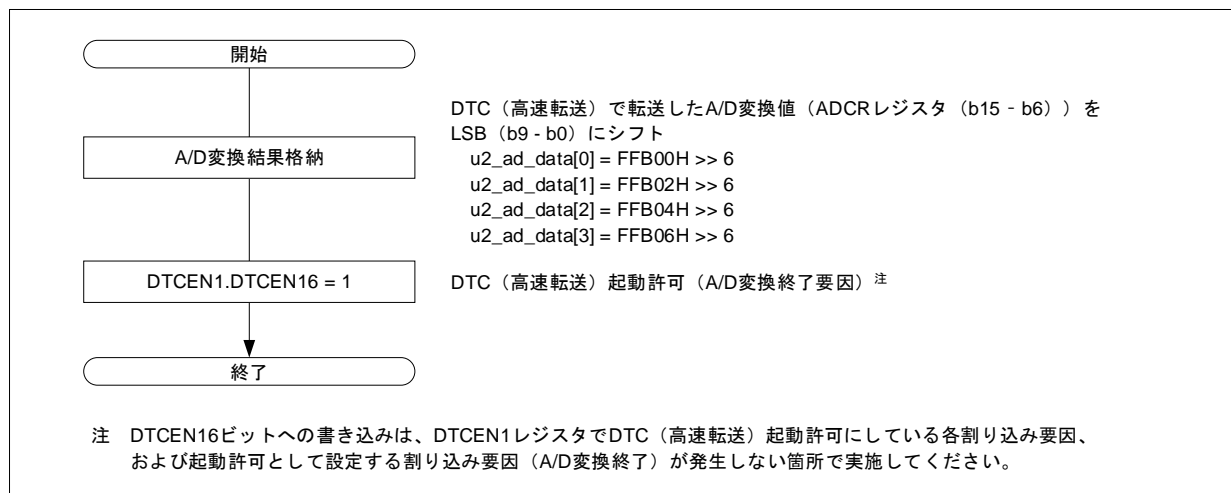 開始
DTC（高速転送）で転送したA/D変換値（ADCRレジスタ（b15 - b6））を
LSB（b9 - b0）にシフト
A/D変換結果格納
u2_ad_data[0] = FFB00H >> 6
u2_ad_data[1] = FFB02H >> 6
u2_ad_data[2] = FFB04H >> 6
u2_ad_data[3] = FFB06H >> 6
DTCEN1.DTCEN16 = 1
DTC（高速転送）起動許可（A/D変換終了要因）注
終了
注 DTCEN16ビットへの書き込みは、DTCEN1レジスタでDTC（高速転送）起動許可にしている各割り込み要因、
および起動許可として設定する割り込み要因（A/D変換終了）が発生しない箇所で実施してください。